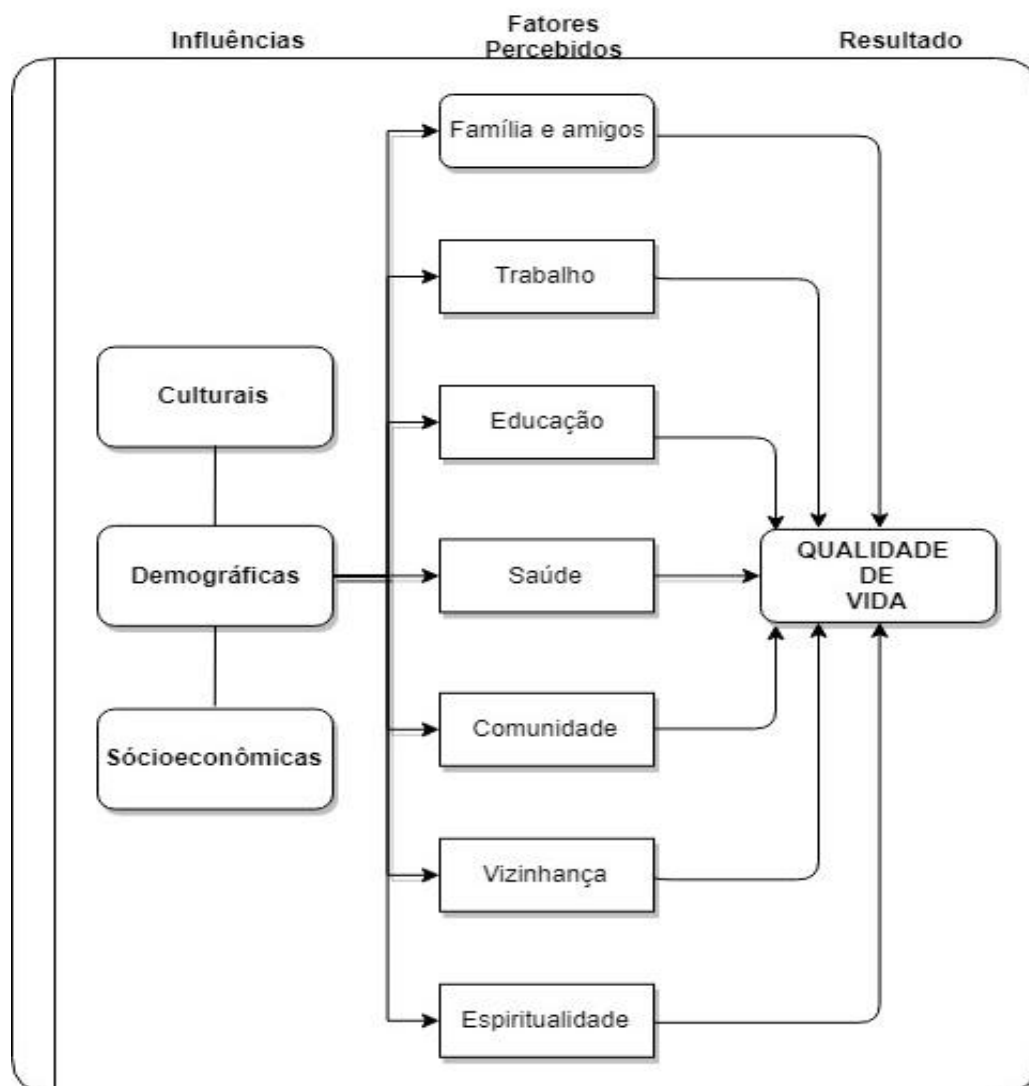 Influências
Fatores
Percebidos
Resultado
Família e amigos
Trabalho
Educação
Saúde
Comunidade
Vizinhança
Espiritualidade
Culturais
Demográficas
Sócioeconômicas
QUALIDADE
DE
VIDA